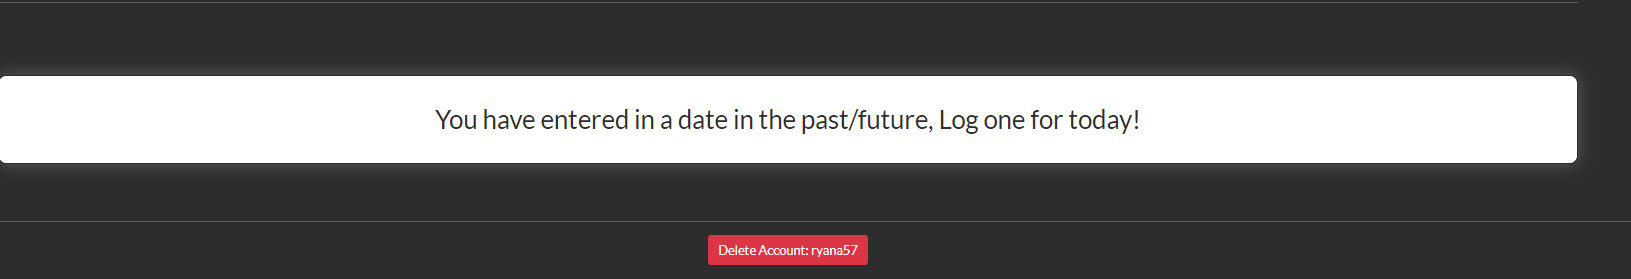 You have entered in a date in the past/future, Log one for today!
Delete Account: ryana57